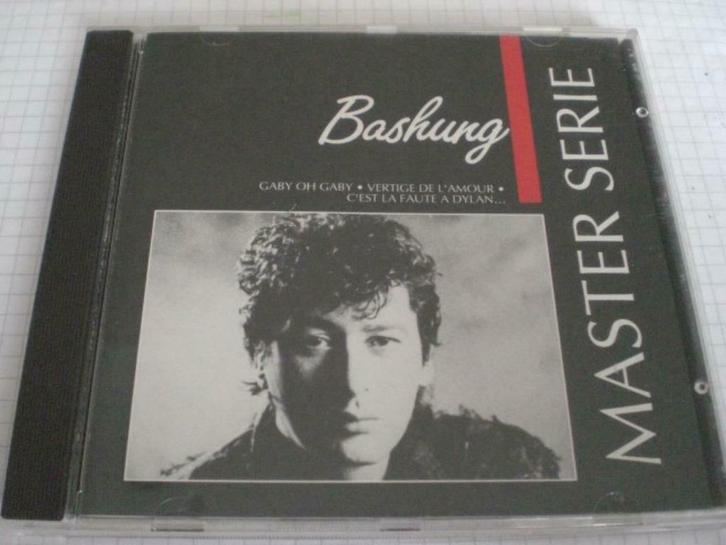 Bashung
GABY OH GABY • VERTIGE DE L'AMOUR •
C'EST LA FAUTE A DYLAN...
MASTER SERIE